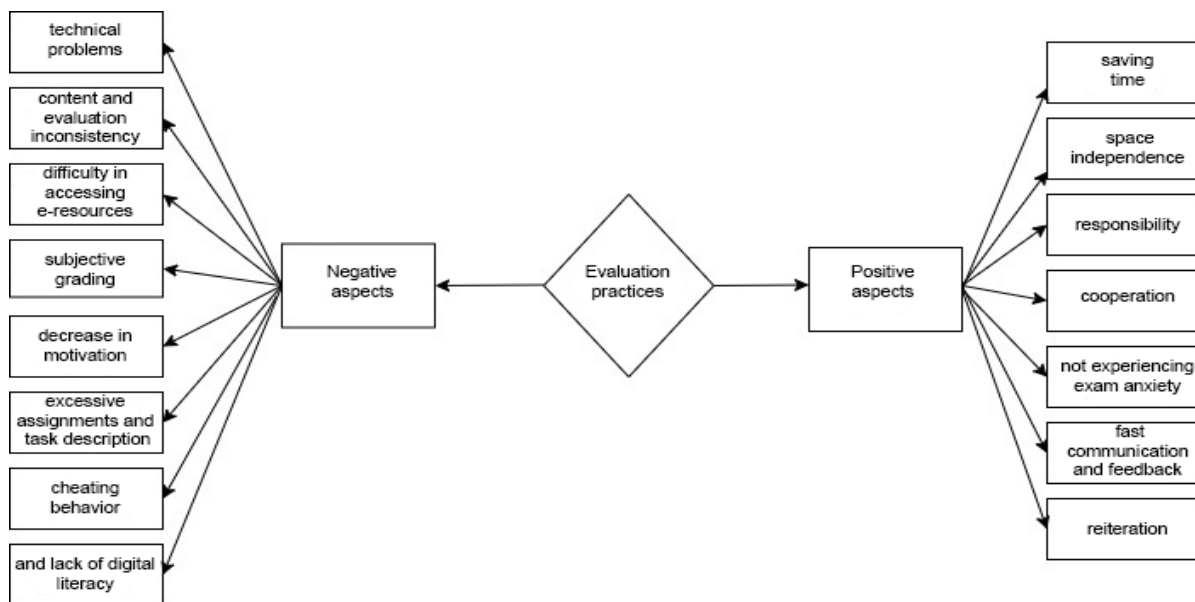 technical
problems
content and
evaluation
inconsistency
difficulty in
accessing
e-resources
subjective
grading
decrease in
motivation
excessive
assignments and
task description
cheating
behavior
and lack of digital
literacy
Negative
aspects
Evaluation
practices
Positive
aspects
saving
time
space
independence
responsibility
cooperation
not experiencing
exam anxiety
fast
communication
and feedback
reiteration